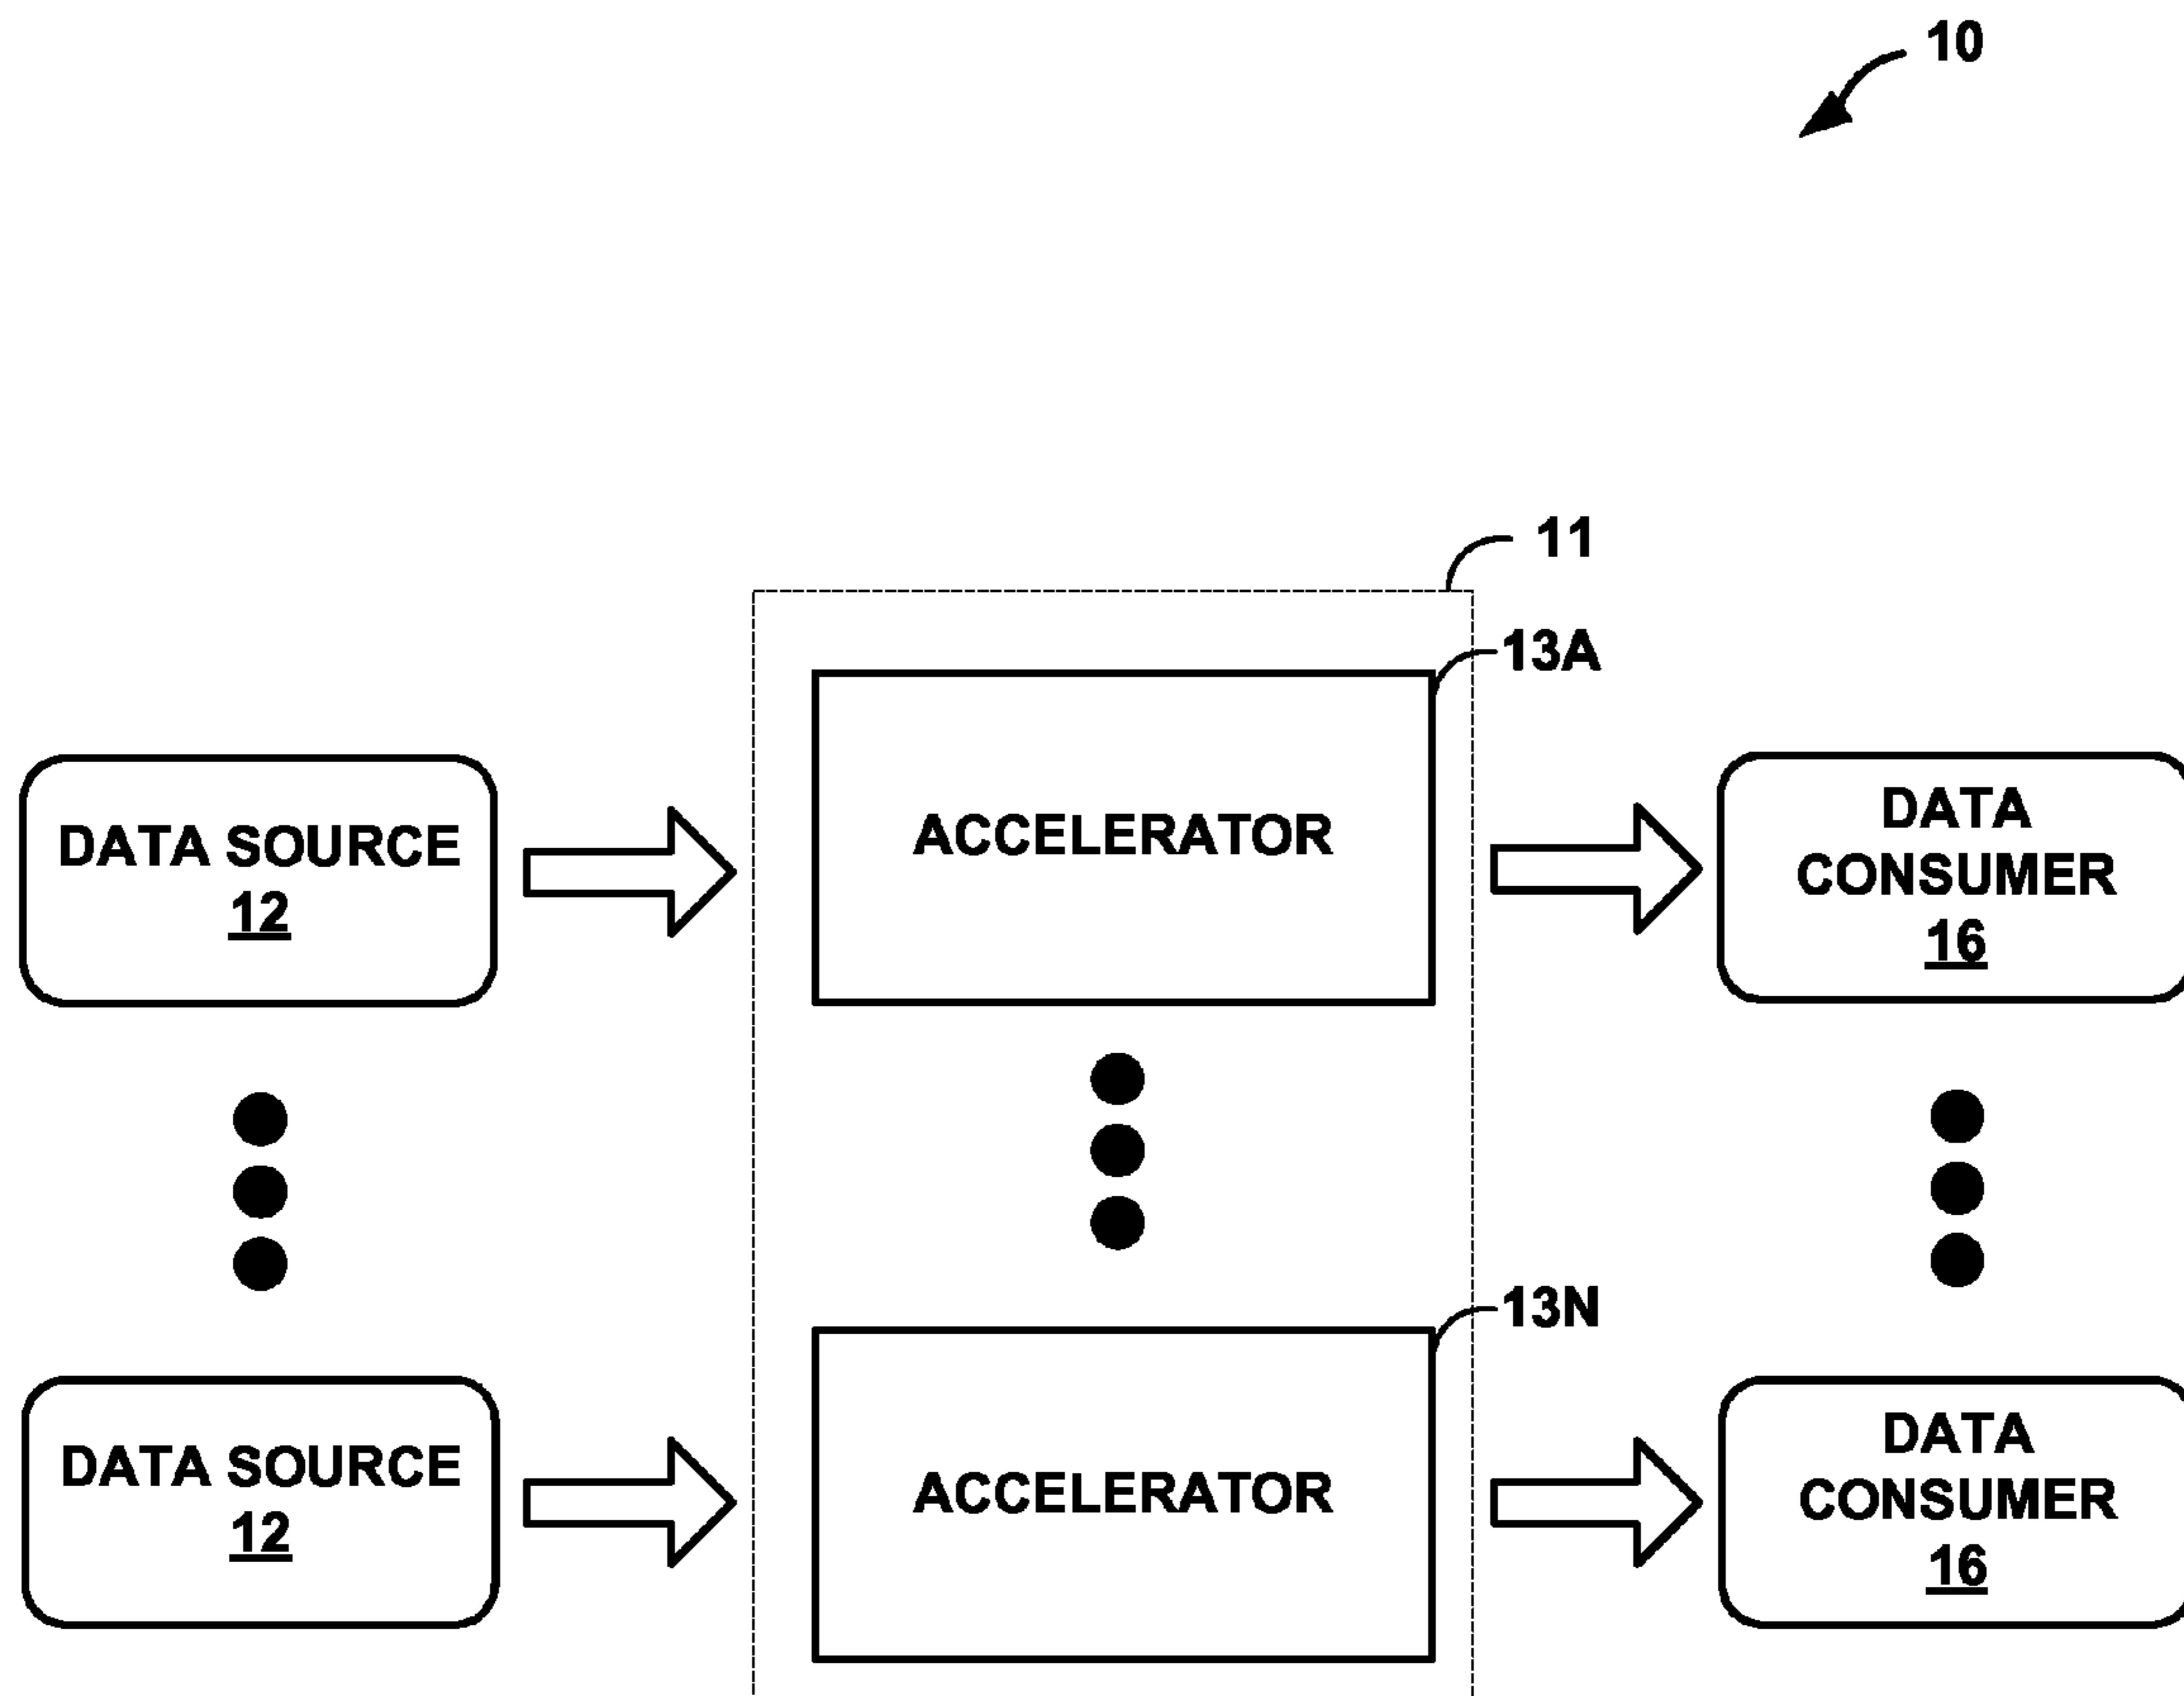 10
11
13A
DATA SOURCE
12
ACCELERATOR
DATA
CONSUMER
16
13N
DATA SOURCE
12
ACCELERATOR
DATA
CONSUMER
16